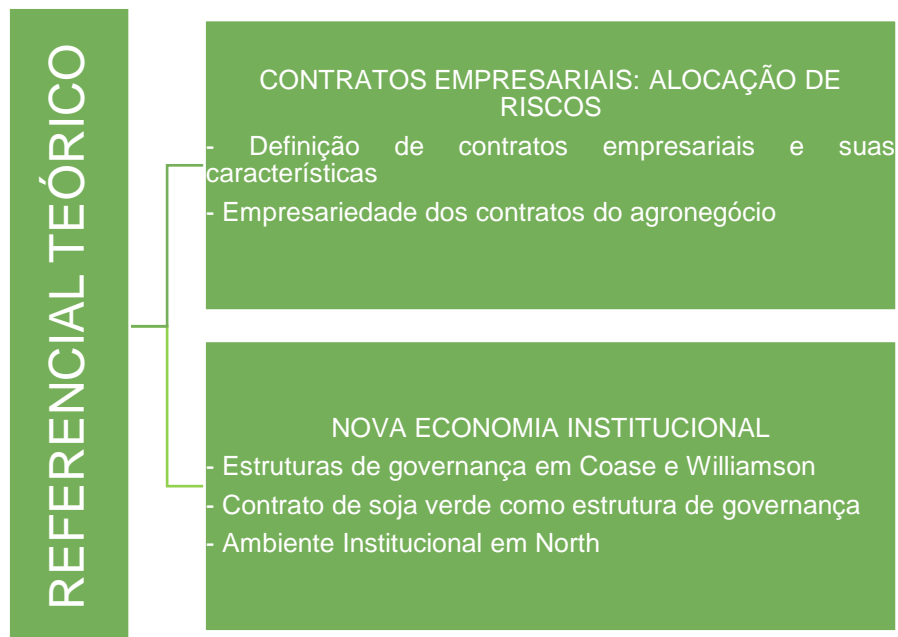 REFERENCIAL TEÓRICO
CONTRATOS EMPRESARIAIS: ALOCAÇÃO DE
RISCOS
- Definição de contratos empresariais e suas
características
- Empresariedade dos contratos do agronegócio
NOVA ECONOMIA INSTITUCIONAL
- Estruturas de governança em Coase e Williamson
- Contrato de soja verde como estrutura de governança
- Ambiente Institucional em North